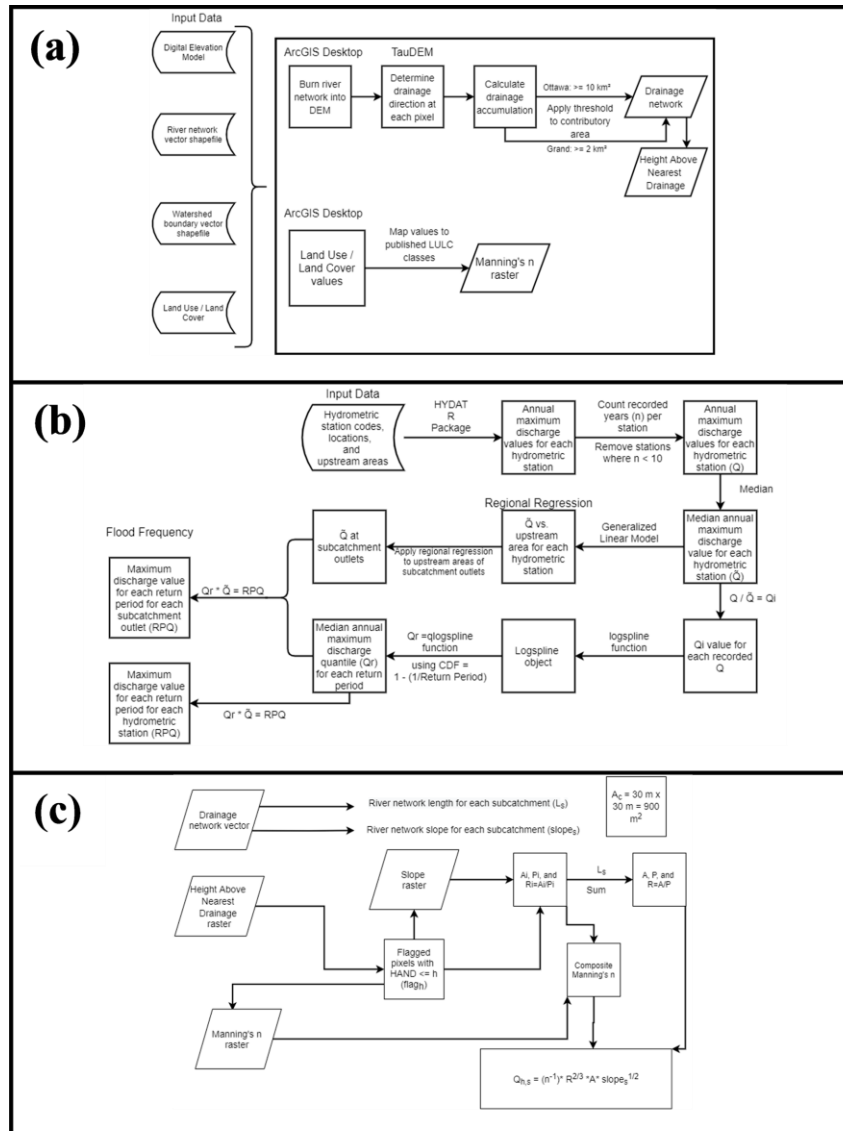 (a)
Input Data
Digital Elevation
Model
River network
vector shapefile
Watershed
boundary vector
shapefile
Land Use / Land
Cover
ArcGIS Desktop
TauDEM
Burn river
network into
DEM
Determine
drainage
direction at
each pixel
Calculate
drainage
accumulation
Ottawa: >= 10 km²
Apply threshold
to contributory
area
Grand: >= 2 km²
Drainage
network
Height Above
Nearest
Drainage
ArcGIS Desktop
Land Use /
Land Cover
values
Map values to
published LULC
classes
Manning's n
raster
(b)
Input Data
Hydrometric
station codes,
locations,
and
upstream areas
HYDAT
R
Package
Annual
maximum
discharge
values for each
hydrometric
station
Count recorded
years (n) per
station
Remove stations
where n < 10
Annual
maximum
discharge
values for each
hydrometric
station (Q)
Median
Median annual
maximum
discharge
value for each
hydrometric
station (Q̃)
Generalized
Linear Model
Regional Regression
Q̃ vs.
upstream
area for each
hydrometric
station
Apply regional regression
to upstream areas of
subcatchment outlets
Q̃ at
subcatchment
outlets
Flood Frequency
Maximum
discharge value
for each return
period for each
subcatchment
outlet (RPQ)
Qr * Q̃ = RPQ
Q / Q̃ = Qi
Qi value for
each recorded
Q
logspline
function
Logspline
object
Qr =qlogspline
function
using CDF =
1 - (1/Return Period)
Median annual
maximum
discharge
quantile (Qr)
for each return
period
Qr * Q̃ = RPQ
Maximum
discharge value
for each return
period for each
hydrometric
station (RPQ)
(c)
Drainage
network vector
River network length for each subcatchment (Lₛ)
River network slope for each subcatchment (slopeₛ)
A_c = 30 m x
30 m = 900
m²
Height Above
Nearest
Drainage
raster
Slope
raster
Ai, Pi, and
Ri=Ai/Pi
Lₛ
Sum
A, P, and
R=A/P
Flagged
pixels with
HAND <= h
(flagₕ)
Composite
Manning's n
Manning's n
raster
Qₕ,ₛ = (n⁻¹)* R²ᐟ³ *A* slopeₛ¹ᐟ²